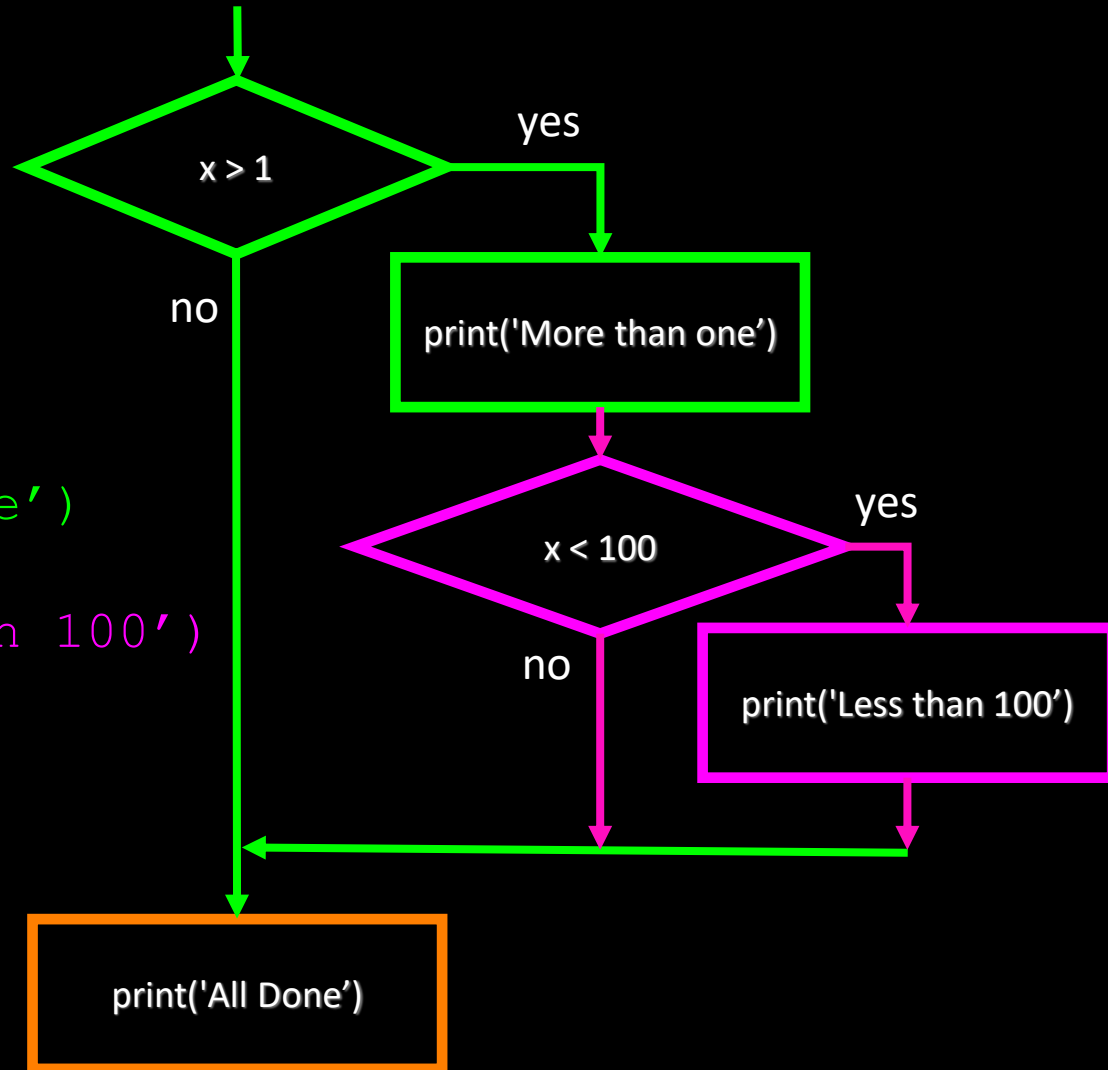 yes
x > 1
no
print('More than one’)
e’)
yes
x < 100
n 100’)
no
print('Less than 100’)
print('All Done’)